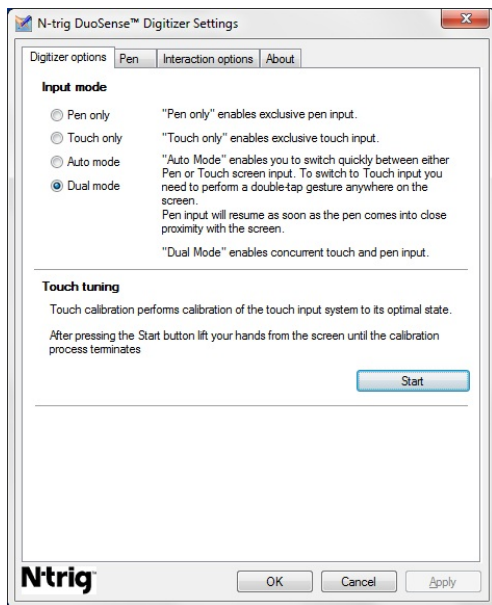 N-trig DuoSense™ Digitizer Settings
Digitizer options
Pen
Interaction options
About
Input mode
Pen only
"Pen only" enables exclusive pen input.
Touch only
"Touch only" enables exclusive touch input.
Auto mode
"Auto Mode" enables you to switch quickly between either
Pen or Touch screen input. To switch to Touch input you
Dual mode
need to perform a double-tap gesture anywhere on the
screen.
Pen input will resume as soon as the pen comes into close
proximity with the screen.
"Dual Mode" enables concurrent touch and pen input.
Touch tuning
Touch calibration performs calibration of the touch input system to its optimal state.
After pressing the Start button lift your hands from the screen until the calibration
process terminates
Start
N-trig
OK
Cancel
Apply